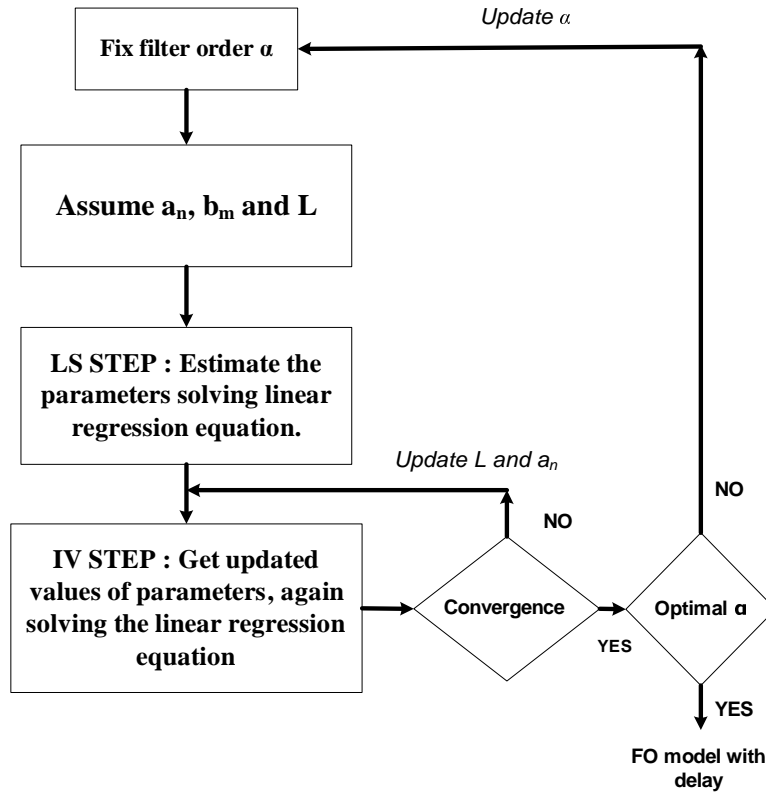 Update α
Fix filter order α
Assume aₙ, bₘ and L
LS STEP : Estimate the
parameters solving linear
regression equation.
Update L and aₙ
NO
NO
IV STEP : Get updated
values of parameters, again
solving the linear regression
equation
Convergence
YES
Optimal α
YES
FO model with
delay